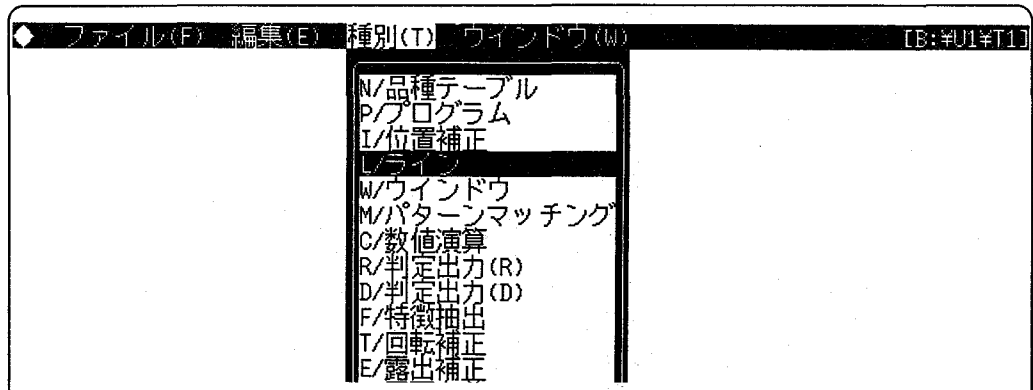 ファイル(F) 編集(E) 種別(T) ウインドウ(W) [B:¥U1¥T1]
N/品種テーブル
P/プログラム
I/位置補正
L/ライン
W/ウインドウ
M/パターンマッチング
C/数値演算
R/判定出力(R)
D/判定出力(D)
F/特徴抽出
T/回転補正
E/露出補正